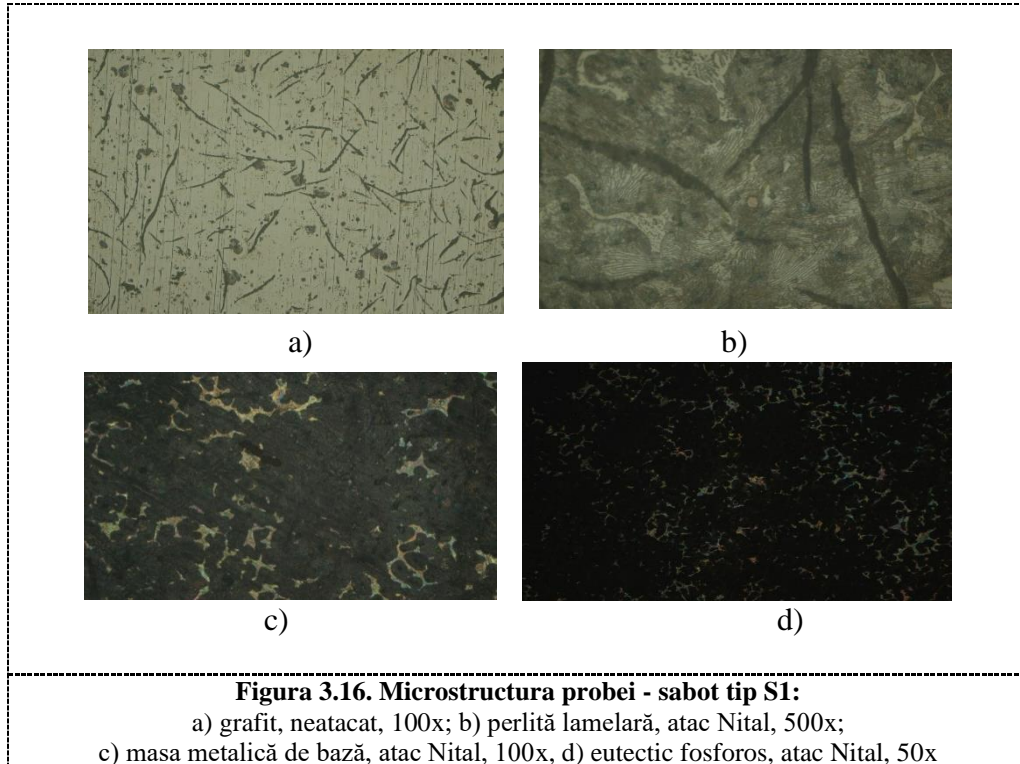 a)
b)
c)
d)
Figura 3.16. Microstructura probei - sabot tip S1:
a) grafit, neatacat, 100x; b) perlită lamelară, atac Nital, 500x;
c) masa metalică de bază, atac Nital, 100x, d) eutectic fosforos, atac Nital, 50x